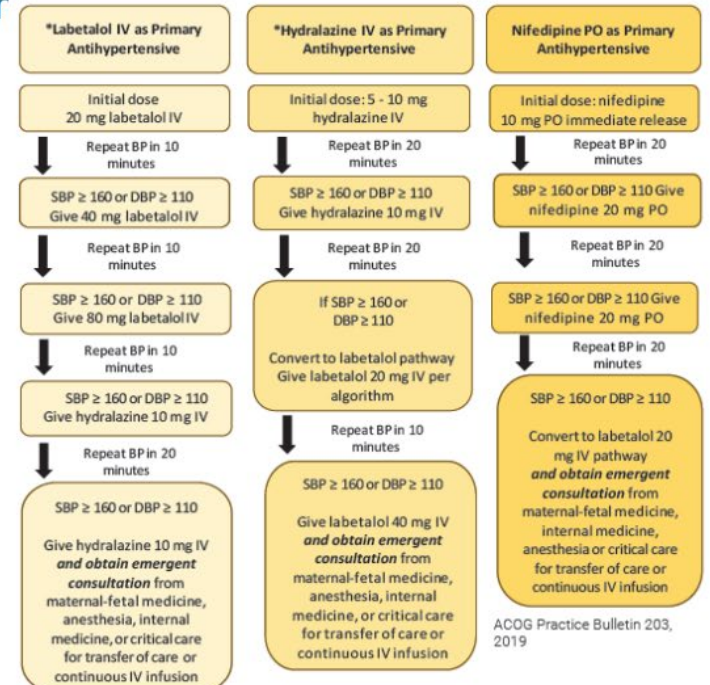 *Labetalol IV as Primary
Antihypertensive
Initial dose
20 mg labetalol IV
Repeat BP in 10
minutes
SBP ≥ 160 or DBP ≥ 110
Give 40 mg labetalol IV
Repeat BP in 10
minutes
SBP ≥ 160 or DBP ≥ 110
Give 80 mg labetalol IV
Repeat BP in 10
minutes
SBP ≥ 160 or DBP ≥ 110
Give hydralazine 10 mg IV
Repeat BP in 20
minutes
SBP ≥ 160 or DBP ≥ 110
Give hydralazine 10 mg IV
and obtain emergent
consultation from
maternal-fetal medicine,
anesthesia, internal
medicine, or critical care
for transfer of care or
continuous IV infusion
*Hydralazine IV as Primary
Antihypertensive
Initial dose: 5 - 10 mg
hydralazine IV
Repeat BP in 20
minutes
SBP ≥ 160 or DBP ≥ 110
Give hydralazine 10 mg IV
Repeat BP in 20
minutes
If SBP ≥ 160 or
DBP ≥ 110
Convert to labetalol pathway
Give labetalol 20 mg IV per
algorithm
Repeat BP in 10
minutes
SBP ≥ 160 or DBP ≥ 110
Give labetalol 40 mg IV
and obtain emergent
consultation from
maternal-fetal medicine,
anesthesia, internal
medicine, or critical care
for transfer of care or
continuous IV infusion
Nifedipine PO as Primary
Antihypertensive
Initial dose: nifedipine
10 mg PO immediate release
Repeat BP in 20
minutes
SBP ≥ 160 or DBP ≥ 110 Give
nifedipine 20 mg PO
Repeat BP in 20
minutes
SBP ≥ 160 or DBP ≥ 110 Give
nifedipine 20 mg PO
Repeat BP in 20
minutes
SBP ≥ 160 or DBP ≥ 110
Convert to labetalol 20
mg IV pathway
and obtain emergent
consultation from
maternal-fetal medicine,
internal medicine,
anesthesia or critical care
for transfer of care or
continuous IV infusion
ACOG Practice Bulletin 203,
2019